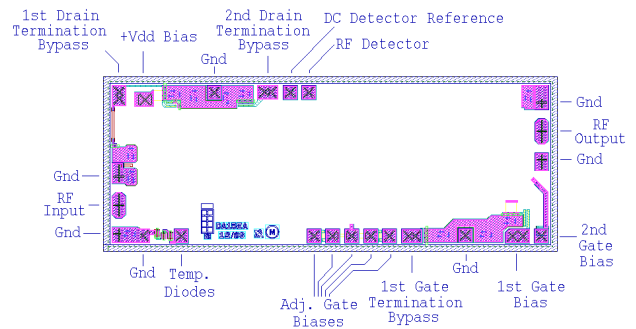 1st Drain
Termination
Bypass
+Vdd Bias
2nd Drain
Termination
Bypass
DC Detector Reference
RF Detector
Gnd
Gnd
RF
Output
Gnd
Gnd
RF
Input
Gnd
Gnd
Temp.
Diodes
Adj. Gate
Biases
1st Gate
Termination
Bypass
Gnd
1st Gate
Bias
2nd
Gate
Bias
M